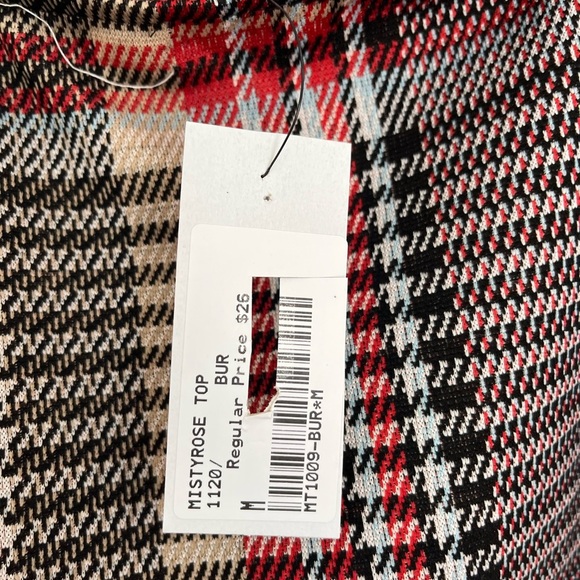 MISTYROSE TOP
1120/ BUR
Regular Price $26
M
MT1009-BUR*M